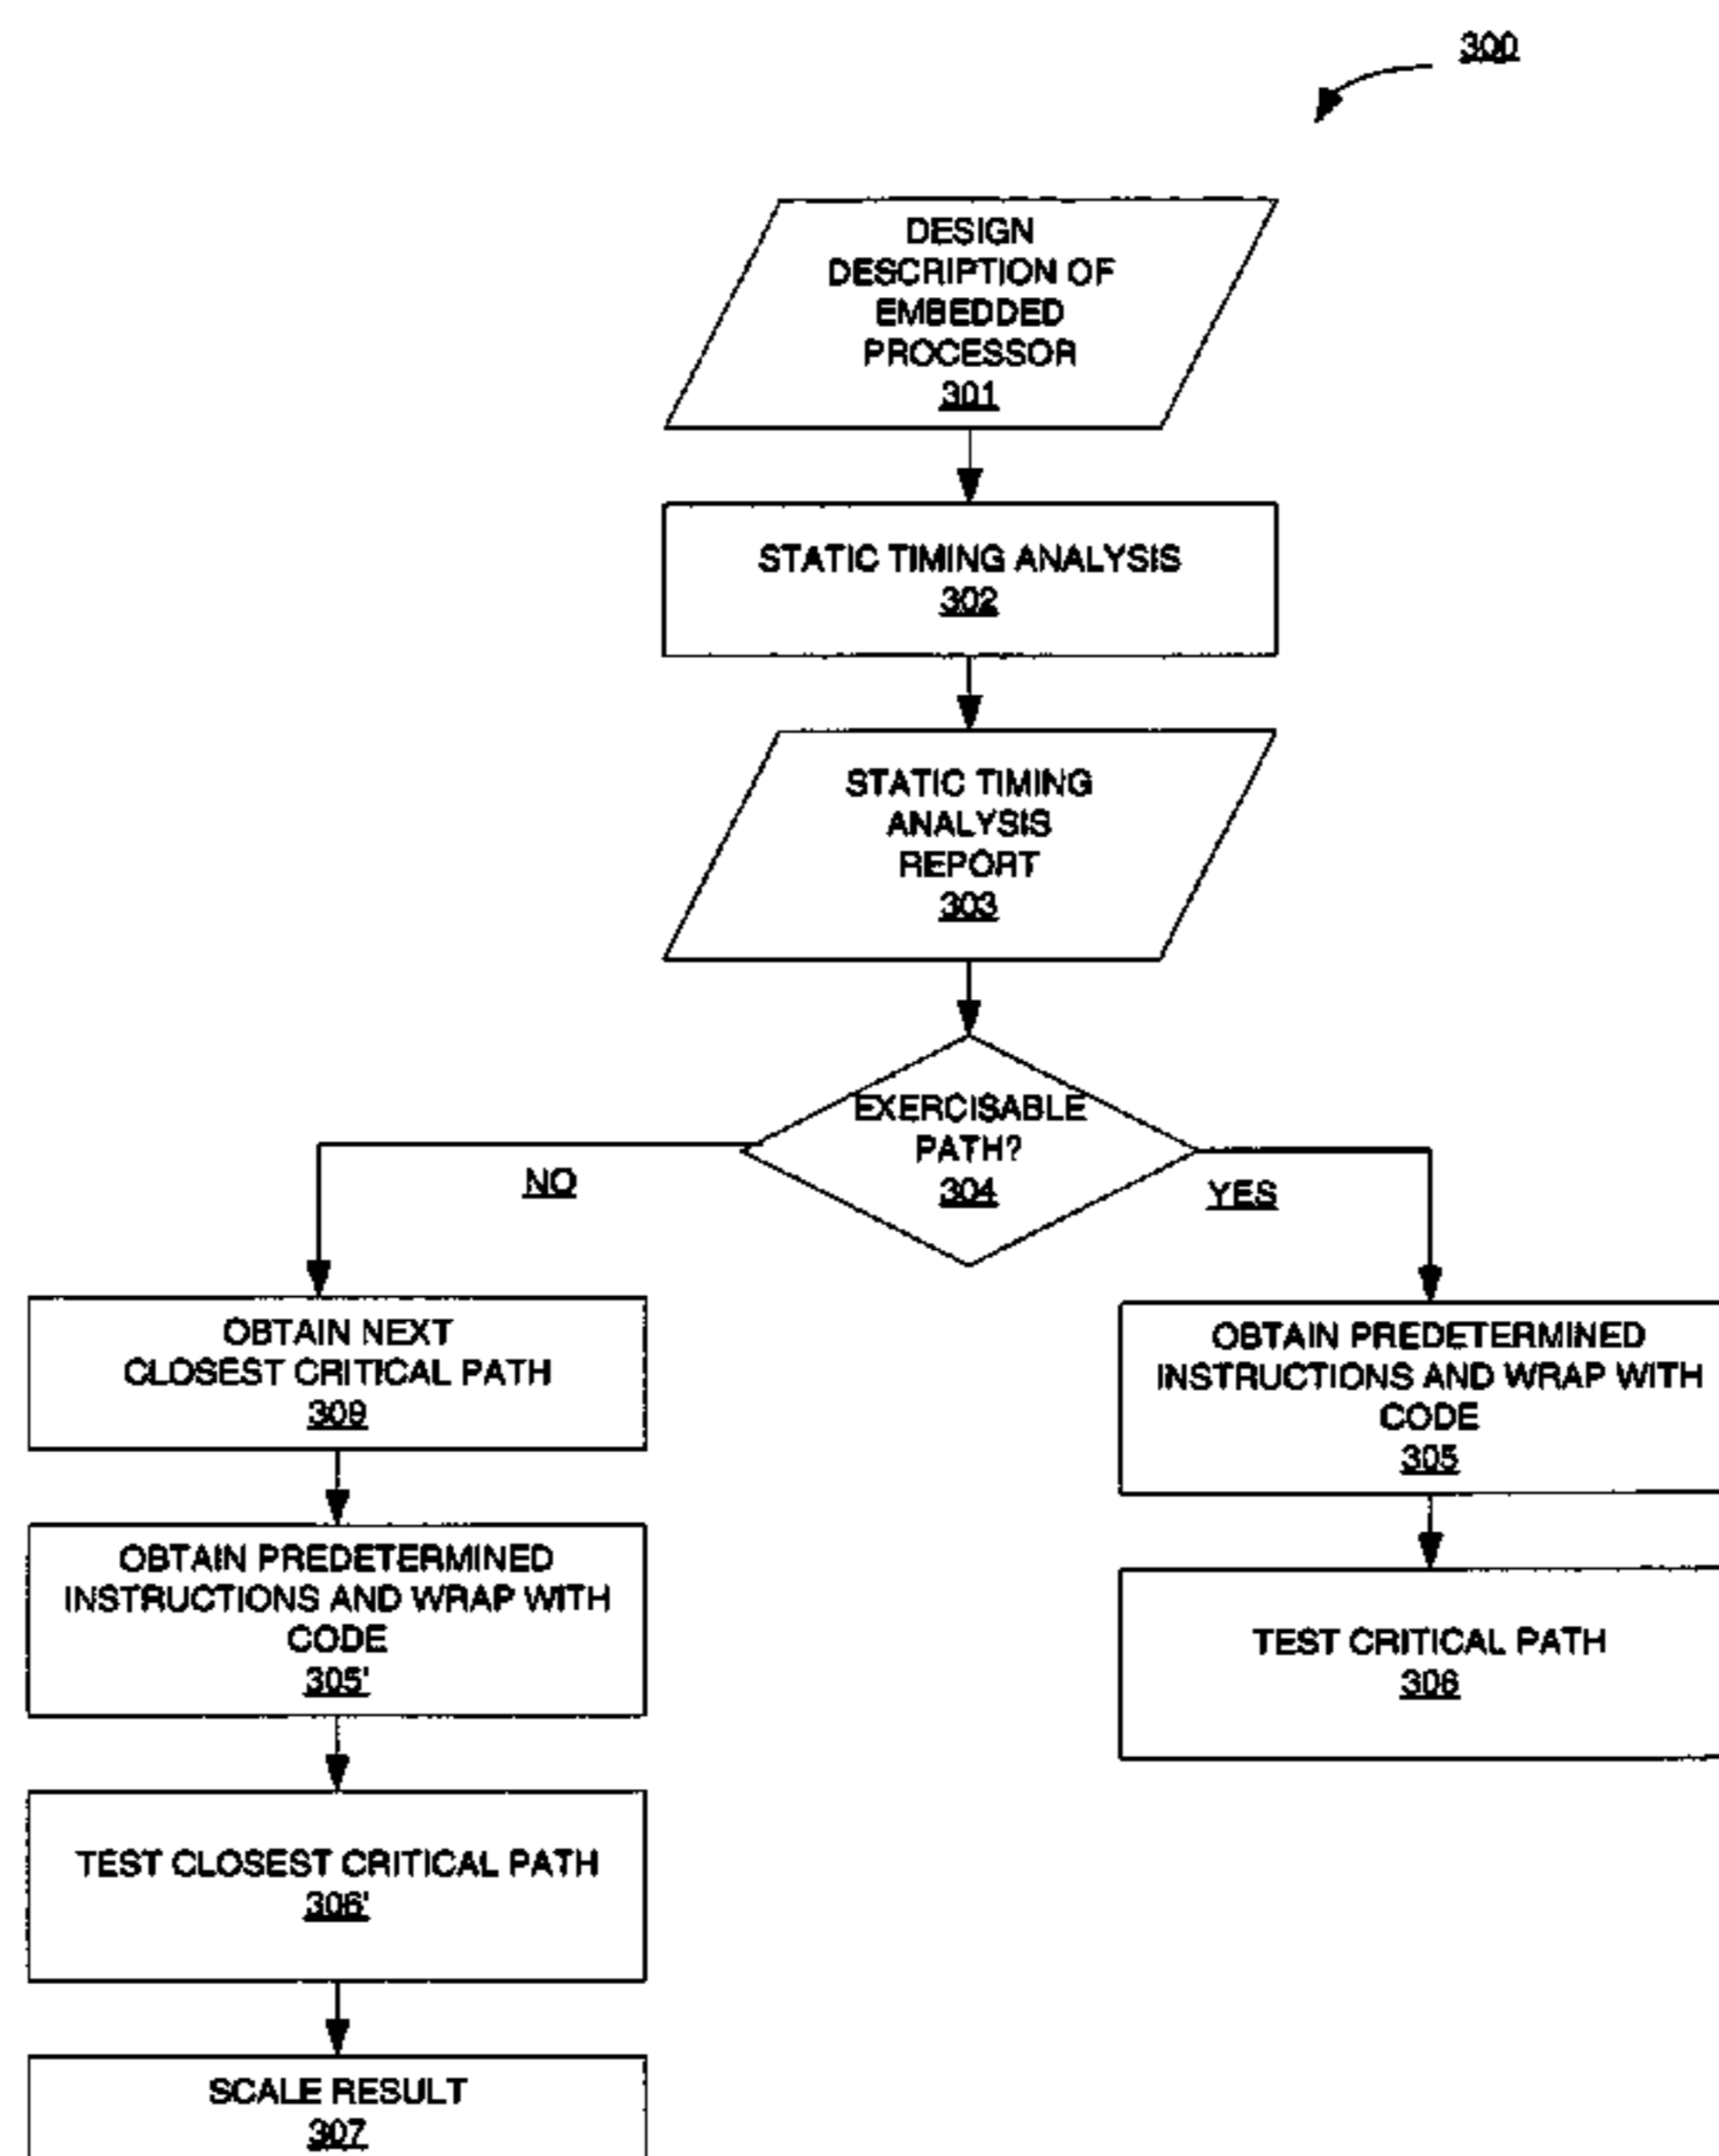 300
DESIGN
DESCRIPTION OF
EMBEDDED
PROCESSOR
301
STATIC TIMING ANALYSIS
302
STATIC TIMING
ANALYSIS
REPORT
303
EXERCISABLE
PATH?
304
NO
YES
OBTAIN NEXT
CLOSEST CRITICAL PATH
309
OBTAIN PREDETERMINED
INSTRUCTIONS AND WRAP WITH
CODE
305
OBTAIN PREDETERMINED
INSTRUCTIONS AND WRAP WITH
CODE
305'
TEST CRITICAL PATH
306
TEST CLOSEST CRITICAL PATH
306'
SCALE RESULT
307